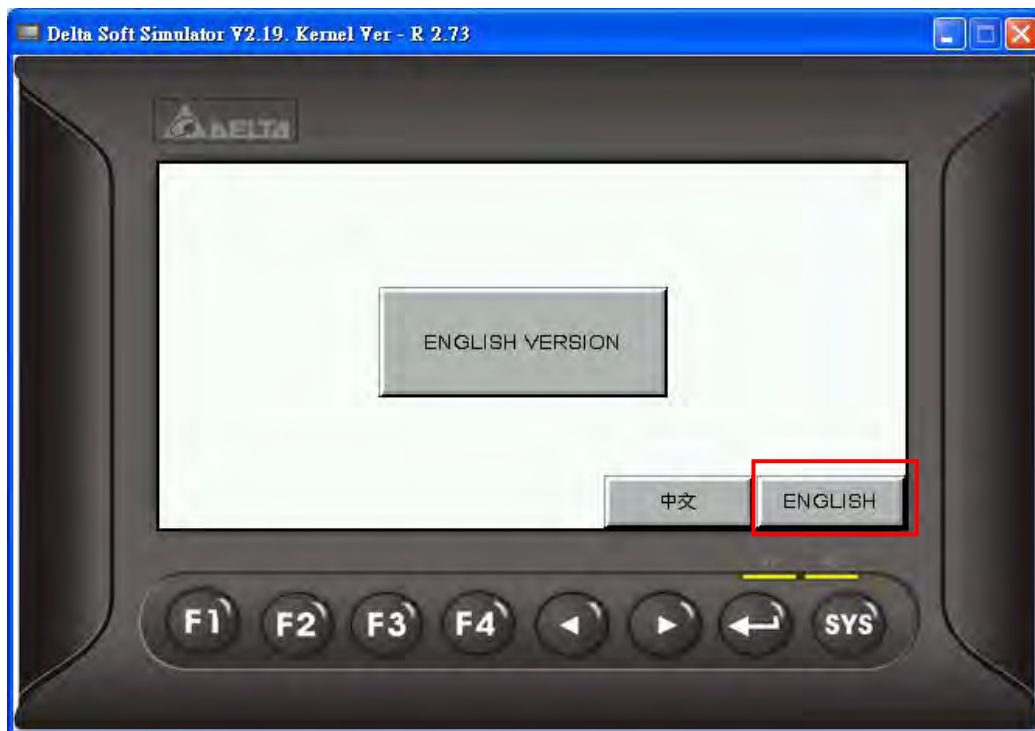 Delta Soft Simulator V2.19. Kernel Ver - R 2.73
DELTA
ENGLISH VERSION
中文 ENGLISH
F1 F2 F3 F4 SYS